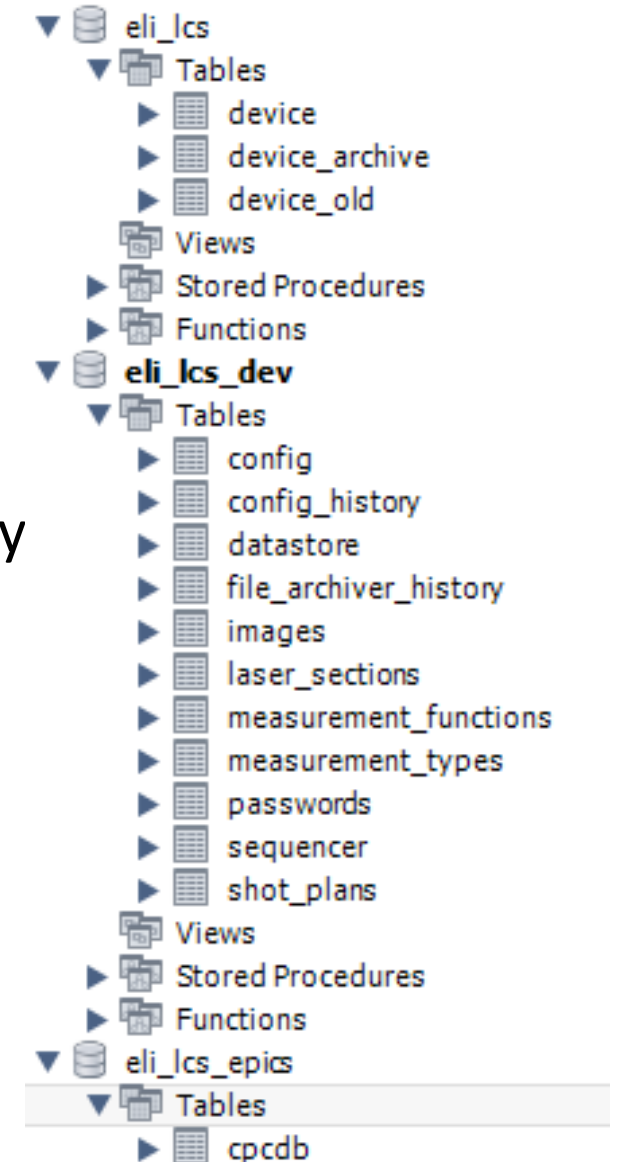 eli_lcs
Tables
device
device_archive
device_old
Views
Stored Procedures
Functions
eli_lcs_dev
Tables
config
config_history
y
datastore
file_archiver_history
images
laser_sections
measurement_functions
measurement_types
passwords
sequencer
shot_plans
Views
Stored Procedures
Functions
eli_lcs_epics
Tables
cpcdb